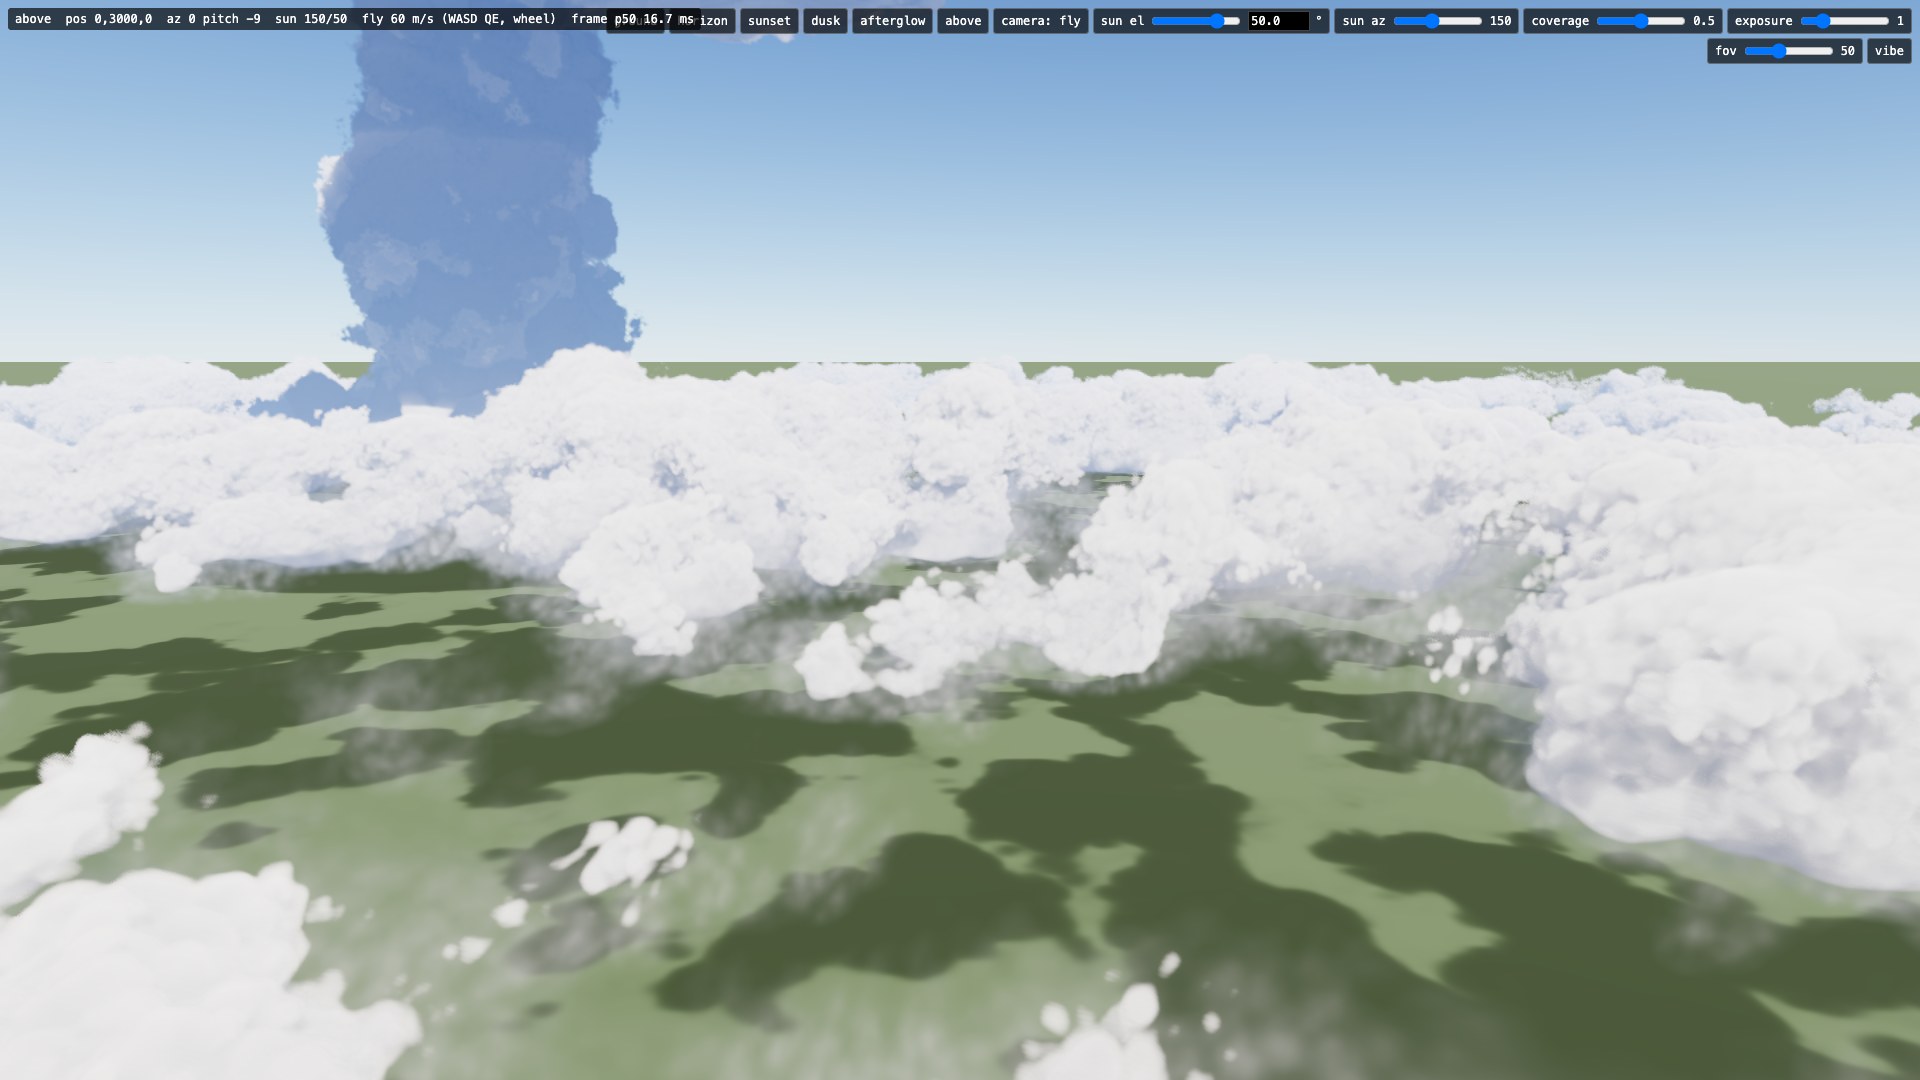 above pos 0,3000,0 az 0 pitch −9 sun 150/50 fly 60 m/s (WASD QE, wheel) frame p50 16.7 ms rizon sunset dusk afterglow above camera: fly sun el 50.0 ° sun az 150 coverage 0.5 exposure 1
fov 50 vibe